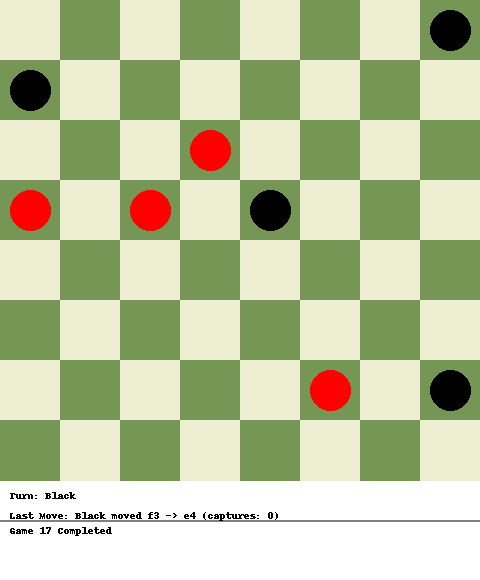 Turn: Black
Last Move: Black moved f3 -> e4 (captures: 0)
Game 17 Completed